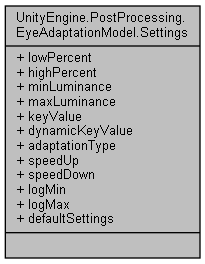 UnityEngine.PostProcessing.
EyeAdaptationModel.Settings
+ lowPercent
+ highPercent
+ minLuminance
+ maxLuminance
+ keyValue
+ dynamicKeyValue
+ adaptationType
+ speedUp
+ speedDown
+ logMin
+ logMax
+ defaultSettings